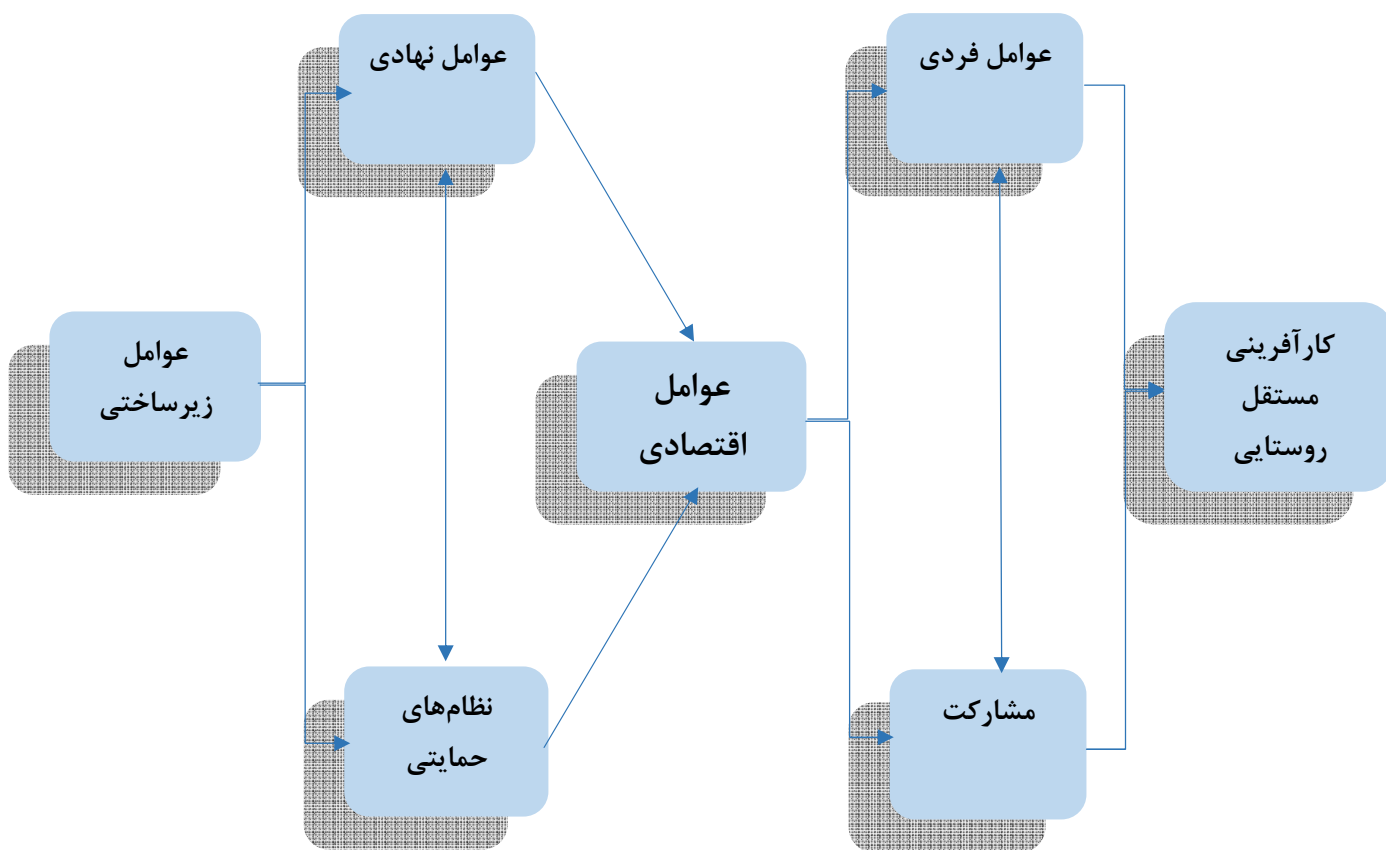 عوامل نهادی
عوامل فردی
عوامل
زیرساختی
عوامل
اقتصادی
کارآفرینی
مستقل
روستایی
نظام‌های
حمایتی
مشارکت